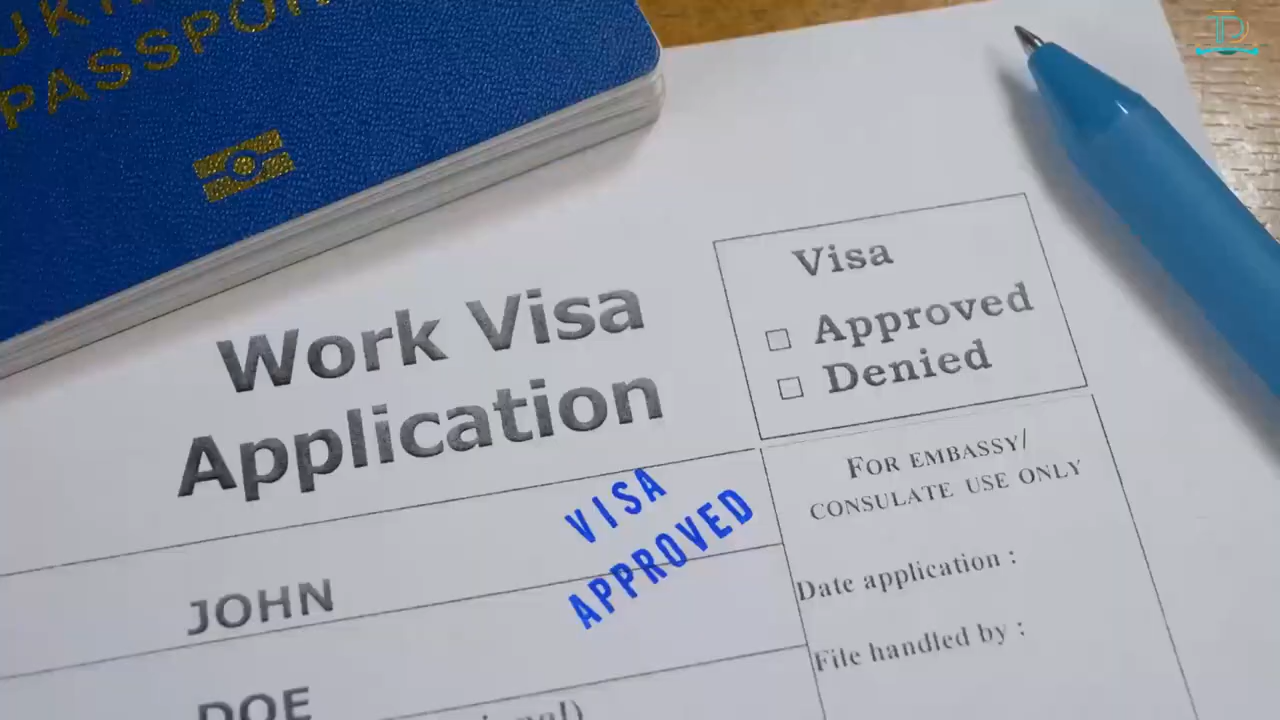 PASSPOR
Work Visa
Application
Visa
□ Approved
□ Denied
VISA
APPROVED
FOR EMBASSY/
CONSULATE USE ONLY
Date application :
File handled by :
JOHN
DOE